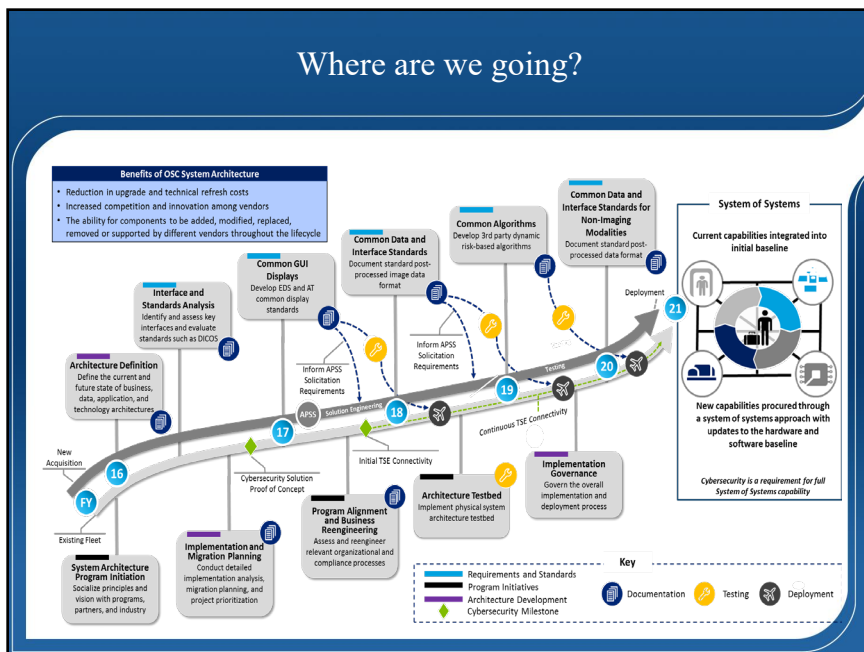 Where are we going?
Benefits of OSC System Architecture
• Reduction in upgrade and technical refresh costs
• Increased competition and innovation among vendors
• The ability for components to be added, modified, replaced,
removed or supported by different vendors throughout the lifecycle
Common Data and
Interface Standards for
Non-Imaging
Modalities
Document standard post-
processed data format
Common Algorithms
Develop 3rd party dynamic
risk-based algorithms
Common Data and
Interface Standards
Document standard post-
processed image data
format
Common GUI
Displays
Develop EDS and AT
common display
standards
Interface and
Standards Analysis
Identify and assess key
interfaces and evaluate
standards such as DICOS
Architecture Definition
Define the current and
future state of business,
data, application, and
technology architectures
System of Systems
Current capabilities integrated into
initial baseline
New capabilities procured through
a system of systems approach with
updates to the hardware and
software baseline
Cybersecurity is a requirement for full
System of Systems capability
Deployment
21
Inform APSS
Solicitation
Requirements
Inform APSS
Solicitation
Requirements
Testing
20
19
Solution Engineering
18
APSS
17
Continuous TSE Connectivity
New
Acquisition
16
FY
Existing Fleet
Cybersecurity Solution
Proof of Concept
Initial TSE Connectivity
System Architecture
Program Initiation
Socialize principles and
vision with programs,
partners, and industry
Implementation and
Migration Planning
Conduct detailed
implementation analysis,
migration planning, and
project prioritization
Program Alignment
and Business
Reengineering
Assess and reengineer
relevant organizational and
compliance processes
Architecture Testbed
Implement physical system
architecture testbed
Implementation
Governance
Govern the overall
implementation and
deployment process
Key
Requirements and Standards
Program Initiatives
Architecture Development
Cybersecurity Milestone
Documentation
Testing
Deployment